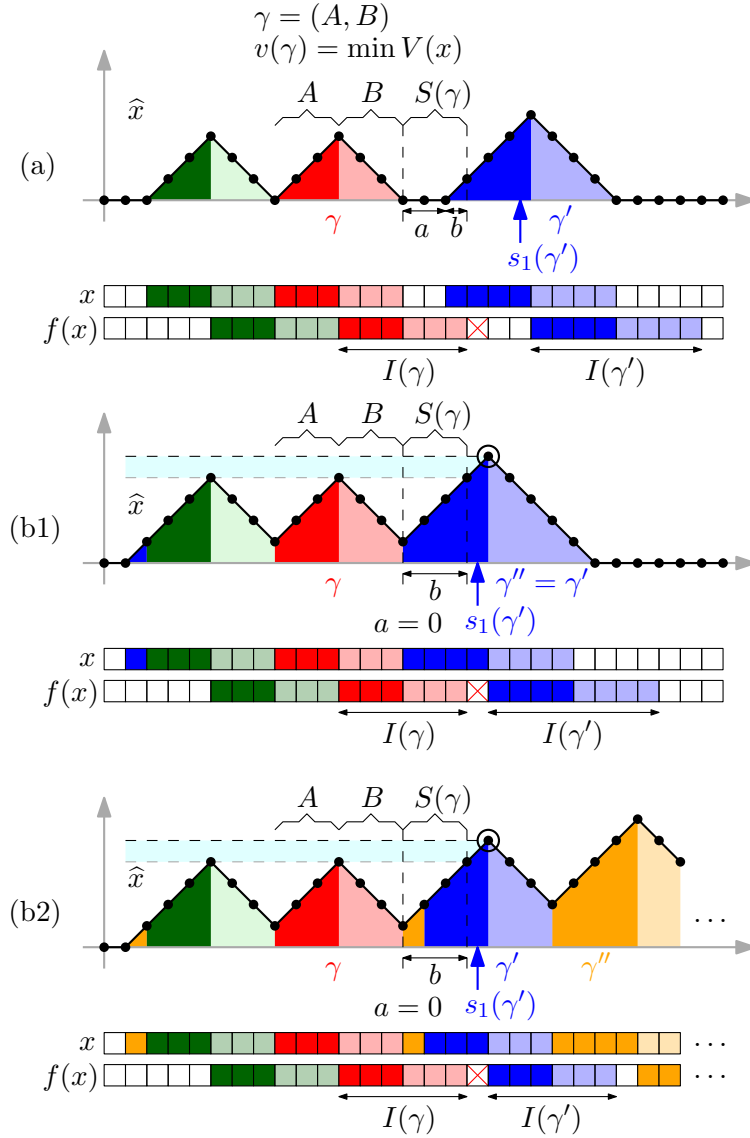 γ = (A, B)
v(γ) = min V(x)
x̂ A B S(γ)
(a)
γ a b γ′
s₁(γ′)
x
f(x)
I(γ) I(γ′)
A B S(γ)
x̂
(b1)
γ b γ″ = γ′
a = 0 s₁(γ′)
x
f(x)
I(γ) I(γ′)
A B S(γ)
x̂
(b2)
γ b γ′ γ″ ···
a = 0 s₁(γ′)
x ···
f(x) ···
I(γ) I(γ′)